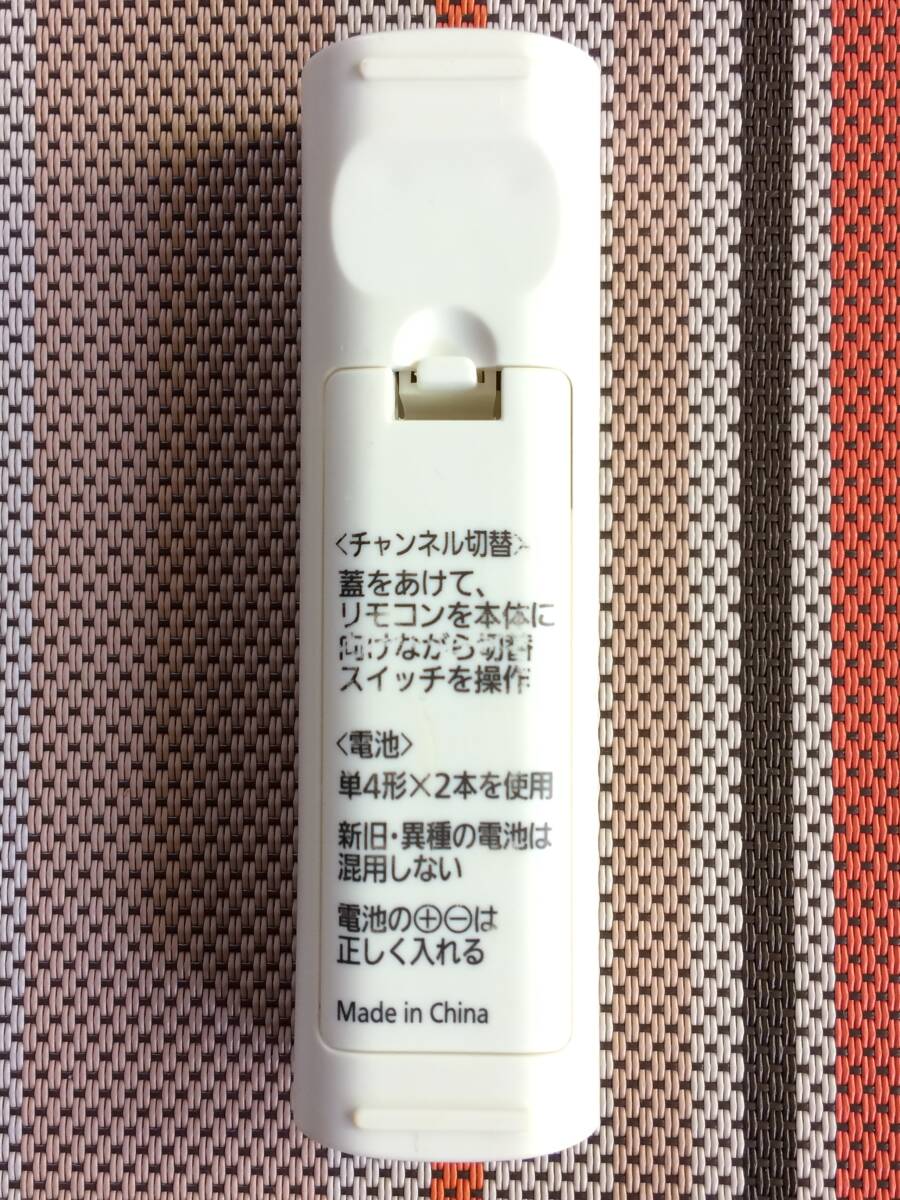 〈チャンネル切替〉
蓋をあけて、
リモコンを本体に
向けながら切替
スイッチを操作
〈電池〉
単4形×2本を使用
新旧・異種の電池は
混用しない
電池の⊕⊖は
正しく入れる
Made in China